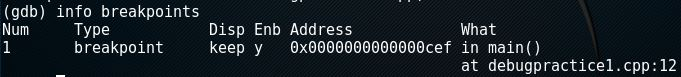 (gdb) info breakpoints
Num     Type           Disp Enb Address            What
1       breakpoint     keep y   0x0000000000000cef in main()
                                                   at debugpractice1.cpp:12